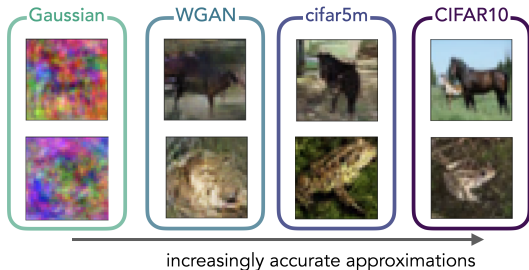 Gaussian
WGAN
cifar5m
CIFAR10
increasingly accurate approximations